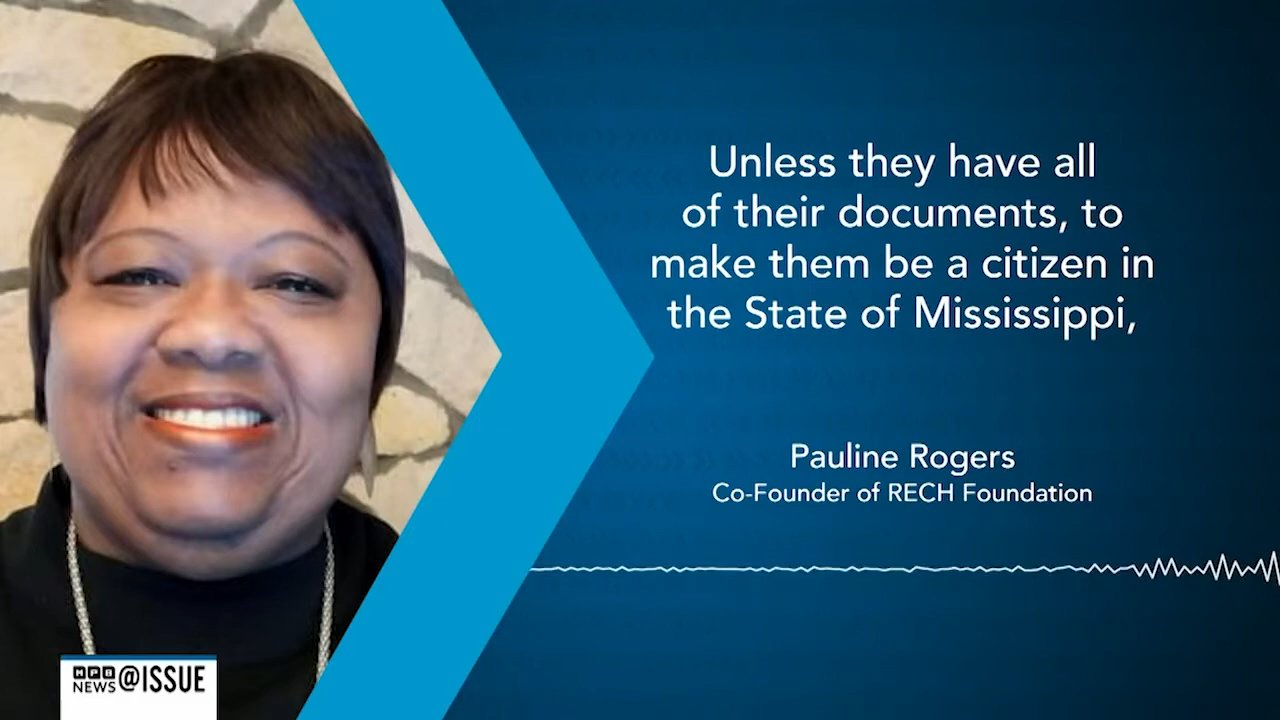 Unless they have all
of their documents, to
make them be a citizen in
the State of Mississippi,
Pauline Rogers
Co-Founder of RECH Foundation
MPB
NEWS @ISSUE